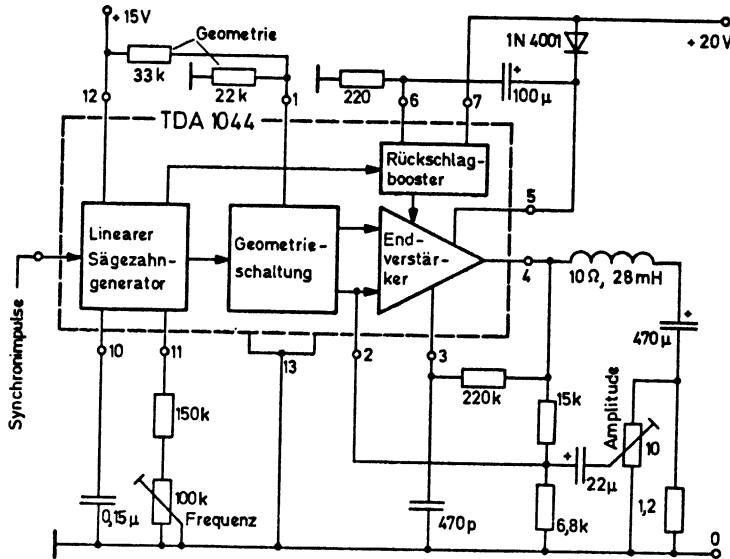 + 15V
Geometrie
33k
22k
12
1
220
6
7
100µ
+
1N 4001
+20V
TDA 1044
Rückschlag-
booster
5
Linearer
Sägezahn-
generator
Geometrie-
schaltung
End-
verstär-
ker
4
10Ω, 28mH
+
470µ
Synchronimpulse
10
11
13
2
3
220k
15k
Amplitude
10
150k
+
22µ
100k
Frequenz
0,15µ
470p
6,8k
1,2
0